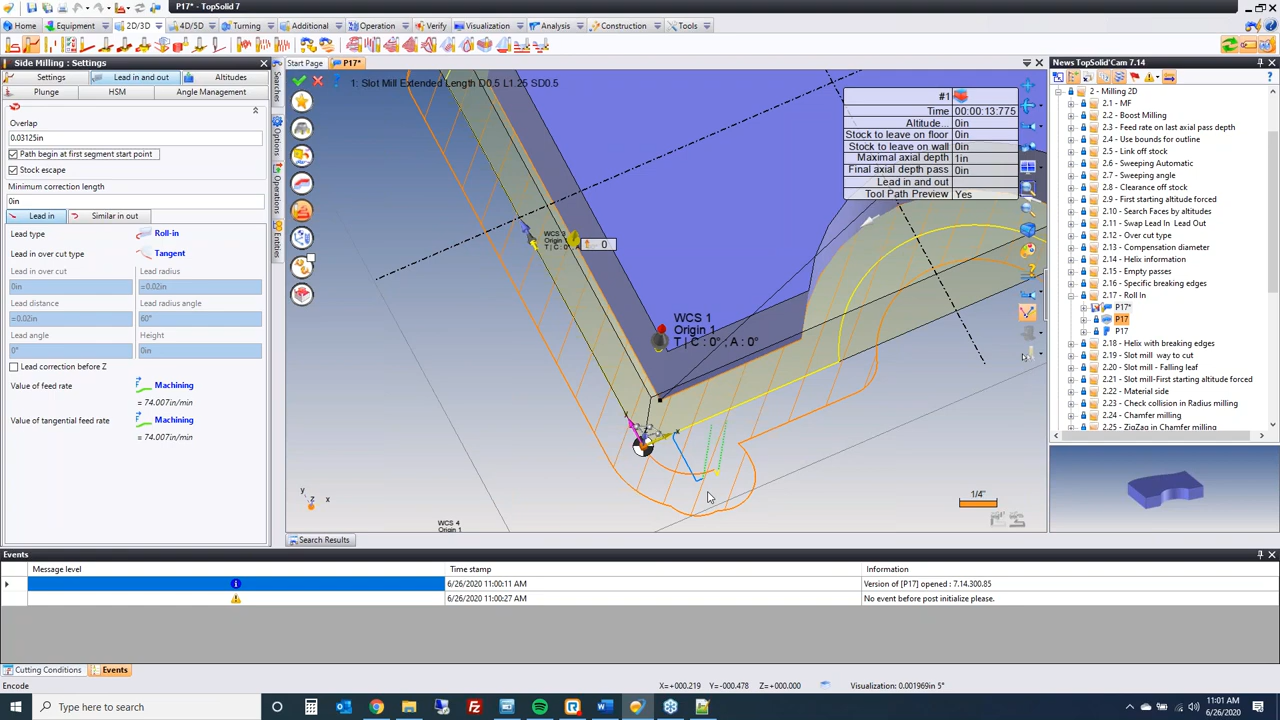 P17* - TopSolid 7
Home
Equipment
2D/3D
4D/5D
Turning
Additional
Operation
Verify
Visualization
Analysis
Construction
Tools
Side Milling : Settings
Settings
Lead in and out
Altitudes
Plunge
HSM
Angle Management
Overlap
0.03125in
Path begin at first segment start point
Stock escape
Minimum correction length
0in
Lead in
Similar in out
Lead type
Roll-in
Lead in over cut type
Tangent
Lead in over cut
Lead radius
0in
=0.02in
Lead distance
Lead radius angle
=0.02in
60°
Lead angle
Height
0°
0in
Lead correction before Z
Value of feed rate
Machining
= 74.007in/min
Value of tangential feed rate
Machining
= 74.007in/min
Searches
Options
Operations
Entities
Start Page
P17*
1: Slot Mill Extended Length D0.5 L1.25 SD0.5
#1
Time 00:00:13:775
Altitude... 0in
Stock to leave on floor 0in
Stock to leave on wall 0in
Maximal axial depth 1in
Final axial depth pass 0in
Lead in and out
Tool Path Preview Yes
WCS 3
Origin 1
0
WCS 1
Origin 1
T | C : 0° ; A : 0°
WCS 4
Origin 1
1/4"
Search Results
News TopSolid'Cam 7.14
2 - Milling 2D
2.1 - MF
2.2 - Boost Milling
2.3 - Feed rate on last axial pass depth
2.4 - Use bounds for outline
2.5 - Link off stock
2.6 - Sweeping Automatic
2.7 - Sweeping
2.8 - Clearance off stock
2.9 - First starting altitude forced
2.10 - Search Faces by altitudes
2.11 - Swap Lead In Lead Out
2.12 - Over cut type
2.13 - Compensation diameter
2.14 - Helix information
2.15 - Empty passes
2.16 - Specific breaking edges
2.17 - Roll In
P17*
P17
P17
2.18 - Helix with breaking edges
2.19 - Slot mill way to cut
2.20 - Slot mill - Falling leaf
2.21 - Slot mill-First starting altitude forced
2.22 - Material side
2.23 - Check collision in Radius milling
2.24 - Chamfer milling
2.25 - ZigZag in Chamfer milling
Events
Message level
Time stamp
Information
6/26/2020 11:00:11 AM
Version of [P17] opened : 7.14.300.85
6/26/2020 11:00:27 AM
No event before post initialize please.
Cutting Conditions
Events
Encode
X=+000.219 Y=-000.478 Z=+000.000
Visualization: 0.001969in 5°
Type here to search
11:01 AM
6/26/2020